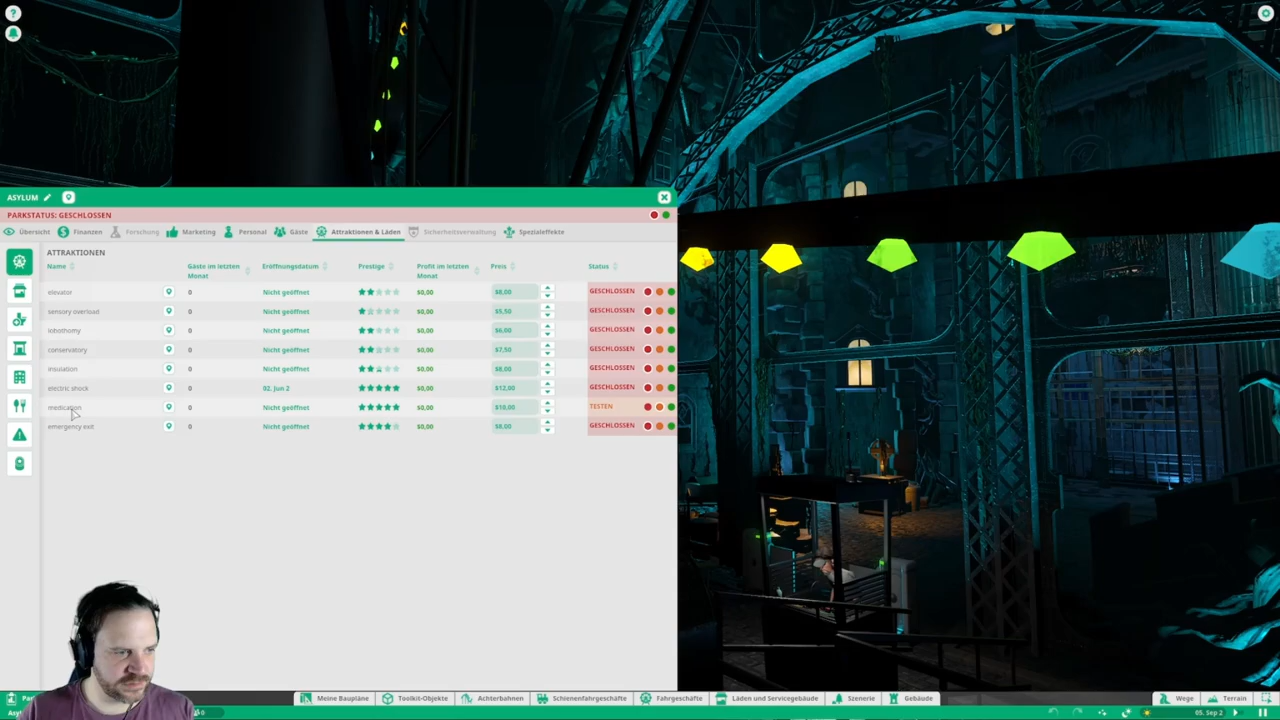 ?
ASYLUM
PARKSTATUS: GESCHLOSSEN
Übersicht Finanzen Forschung Marketing Personal Gäste Attraktionen & Läden Sicherheitsverwaltung Spezialeffekte
ATTRAKTIONEN
Name Gäste im letzten Monat Eröffnungsdatum Prestige Profit im letzten Monat Preis Status
elevator 0 Nicht geöffnet $0,00 $8,00 GESCHLOSSEN
sensory overload 0 Nicht geöffnet $0,00 $5,50 GESCHLOSSEN
lobothomy 0 Nicht geöffnet $0,00 $6,00 GESCHLOSSEN
conservatory 0 Nicht geöffnet $0,00 $7,50 GESCHLOSSEN
insulation 0 Nicht geöffnet $0,00 $8,00 GESCHLOSSEN
electric shock 0 02. Jun 2 $0,00 $12,00 GESCHLOSSEN
medication 0 Nicht geöffnet $0,00 $10,00 TESTEN
emergency exit 0 Nicht geöffnet $0,00 $8,00 GESCHLOSSEN
Meine Baupläne Toolkit-Objekte Achterbahnen Schienenfahrgeschäfte Fahrgeschäfte Läden und Servicegebäude Szenerie Gebäude Wege Terrain
0 05. Sep 2